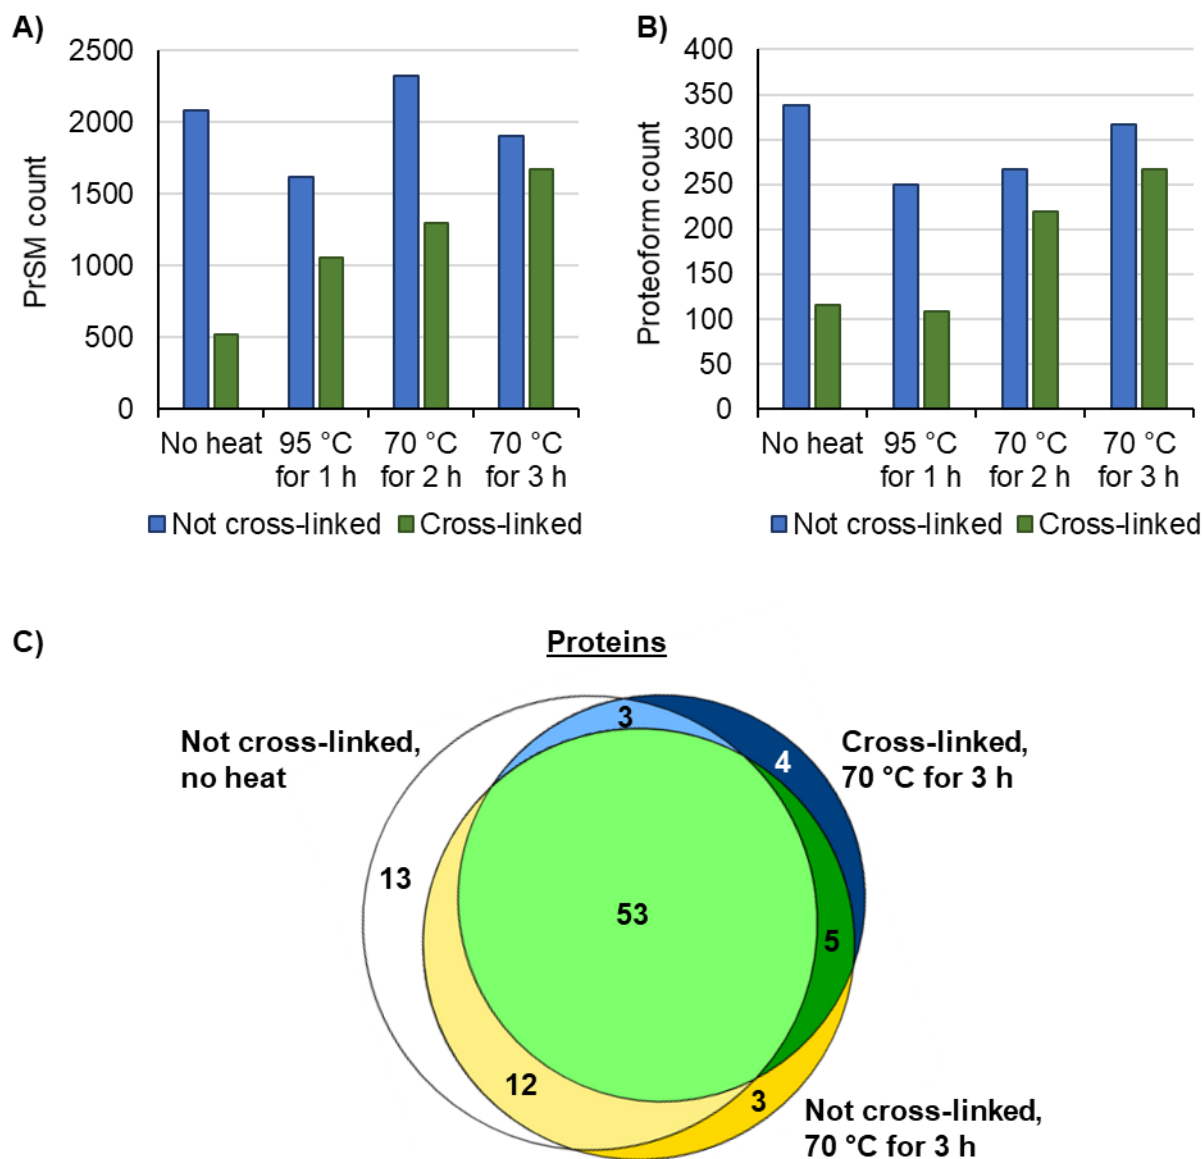 A)
PrSM count
2500
2000
1500
1000
500
0
No heat
95 °C
for 1 h
70 °C
for 2 h
70 °C
for 3 h
Not cross-linked
Cross-linked
B)
Proteoform count
400
350
300
250
200
150
100
50
0
No heat
95 °C
for 1 h
70 °C
for 2 h
70 °C
for 3 h
Not cross-linked
Cross-linked
C)
Proteins
Not cross-linked,
no heat
3
4
Cross-linked,
70 °C for 3 h
13
53
5
12
3
Not cross-linked,
70 °C for 3 h